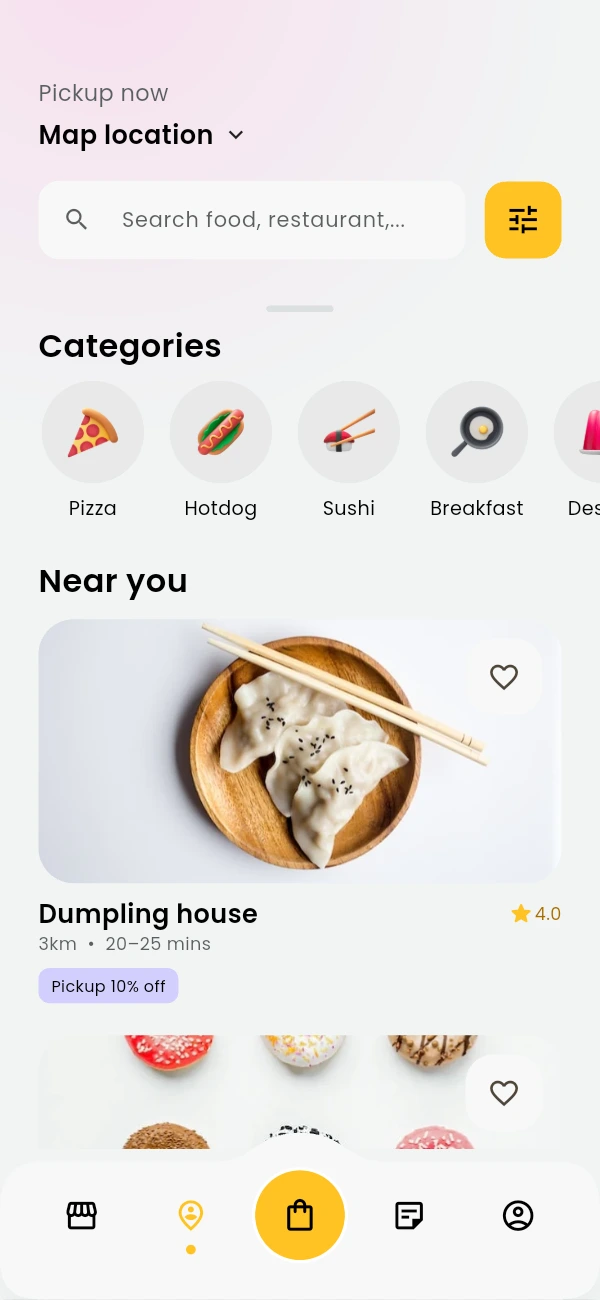 Pickup now
Map location
Search food, restaurant,...
Categories
Pizza
Hotdog
Sushi
Breakfast
Des
Near you
Dumpling house
4.0
3km • 20–25 mins
Pickup 10% off